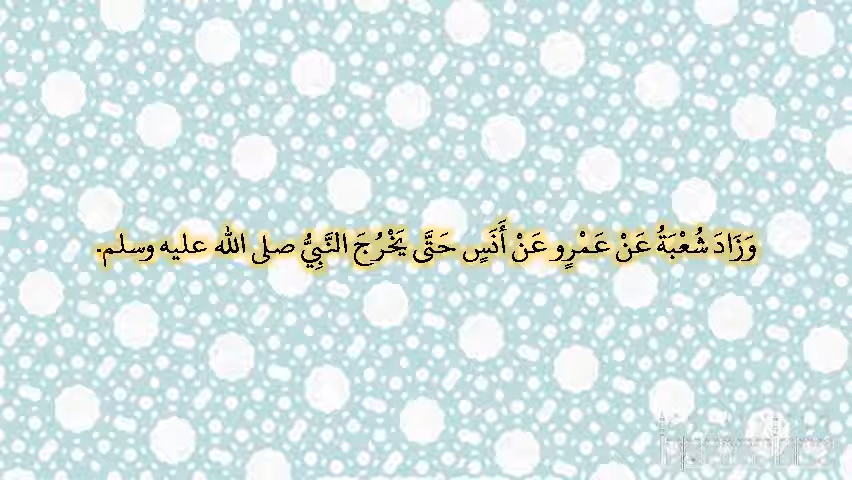 وَزَادَ شُعْبَةُ عَنْ عَمْرٍو عَنْ أَنَسٍ حَتَّى يَخْرُجَ النَّبِيُّ صلى الله عليه وسلم.